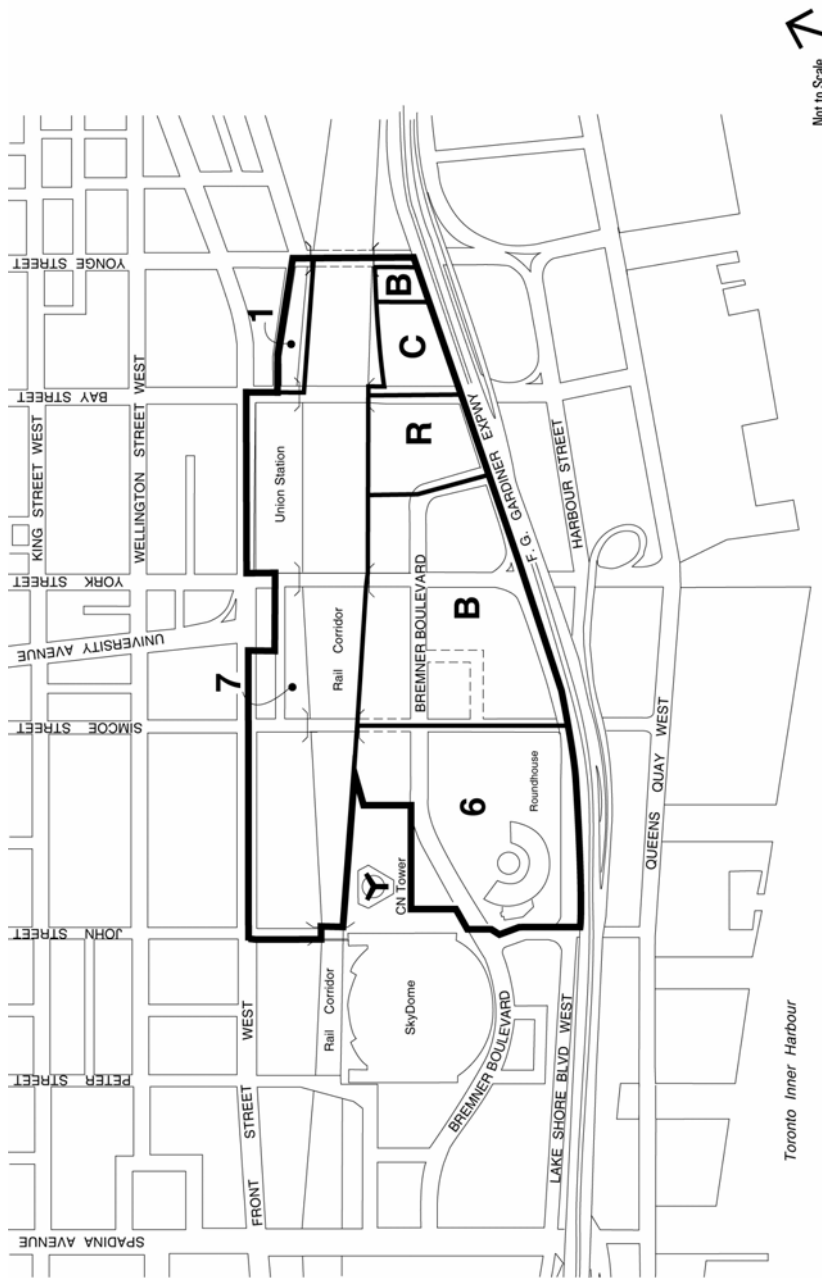 Not to Scale
KING STREET WEST
WELLINGTON STREET WEST
YONGE STREET
BAY STREET
YORK STREET
UNIVERSITY AVENUE
SIMCOE STREET
JOHN STREET
PETER STREET
SPADINA AVENUE
FRONT STREET WEST
1
7
Union Station
Rail Corridor
Rail Corridor
B
C
R
B
6
BREMNER BOULEVARD
Roundhouse
CN Tower
SkyDome
BREMNER BOULEVARD
F. G. GARDINER EXPWY
HARBOUR STREET
LAKE SHORE BLVD WEST
QUEENS QUAY WEST
Toronto Inner Harbour